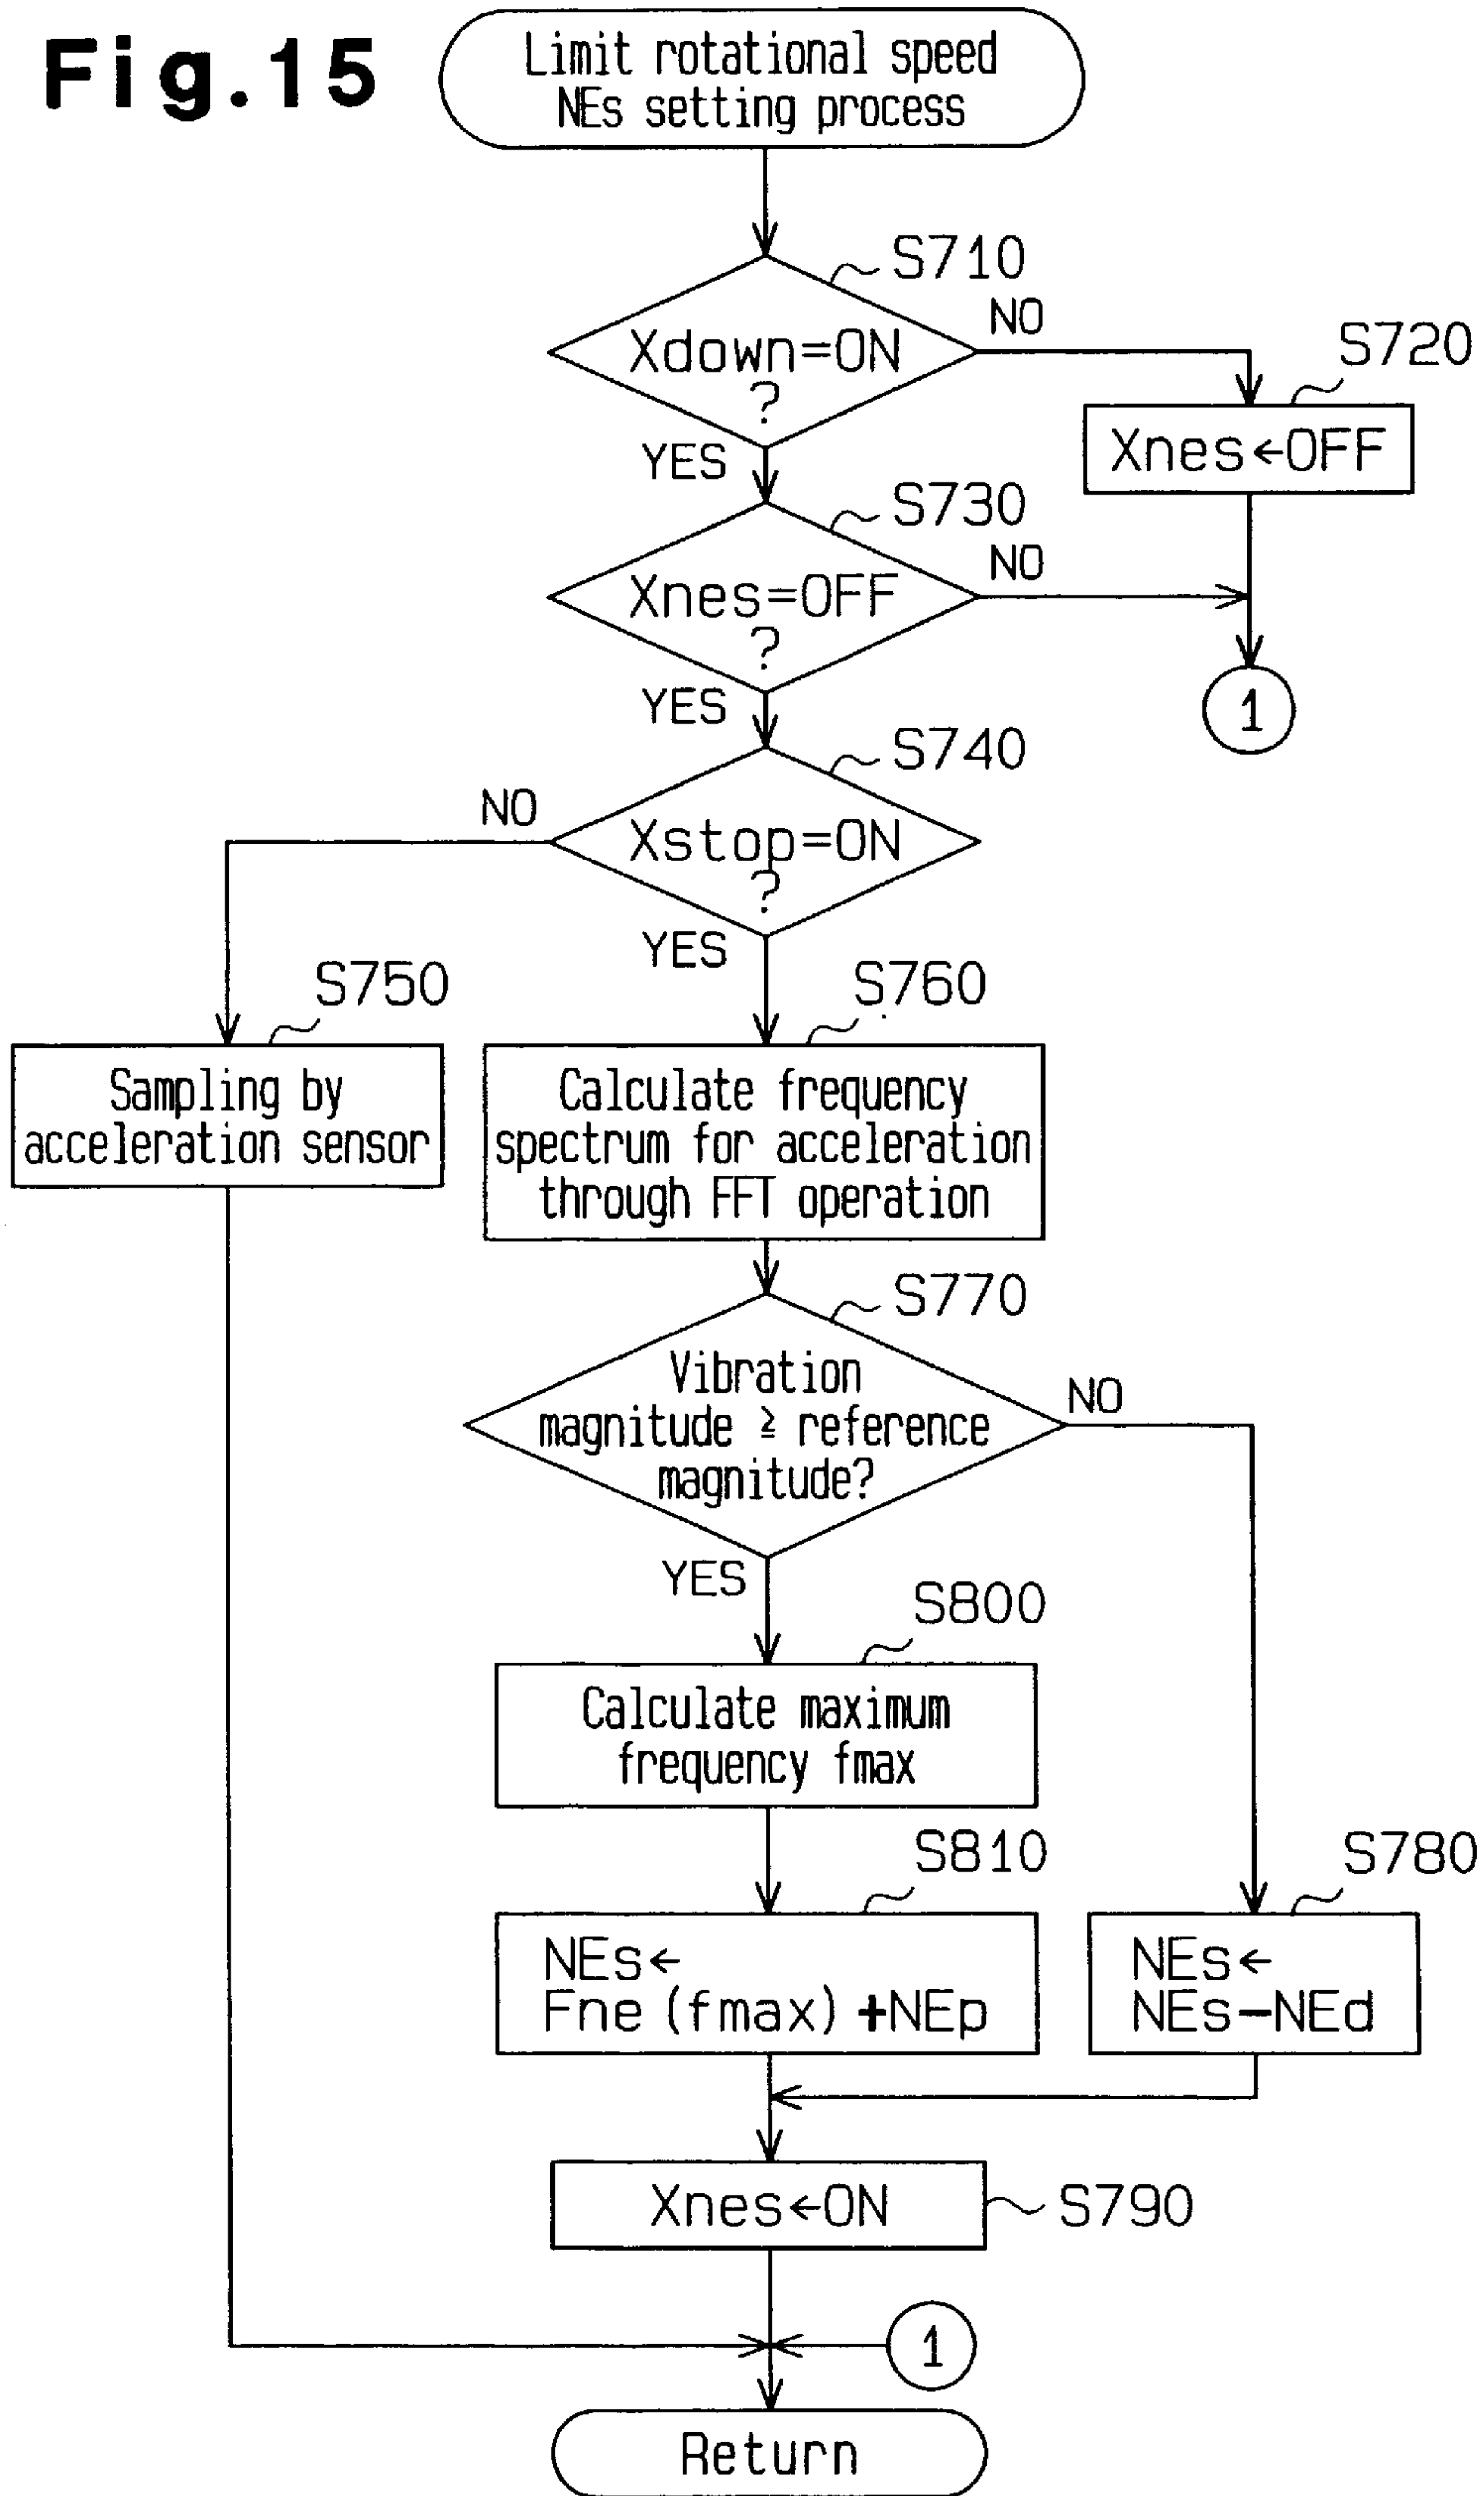 Fig.15
Limit rotational speed
NEs setting process
S710
Xdown=ON
?
NO
YES
S720
Xnes←OFF
S730
Xnes=OFF
?
NO
YES
1
S740
Xstop=ON
?
NO
YES
S750
Sampling by
acceleration sensor
S760
Calculate frequency
spectrum for acceleration
through FFT operation
S770
Vibration
magnitude ≧ reference
magnitude?
NO
YES
S800
Calculate maximum
frequency fmax
S810
NEs←
Fne (fmax) +NEp
S780
NEs←
NEs-NEd
Xnes←ON
S790
1
Return